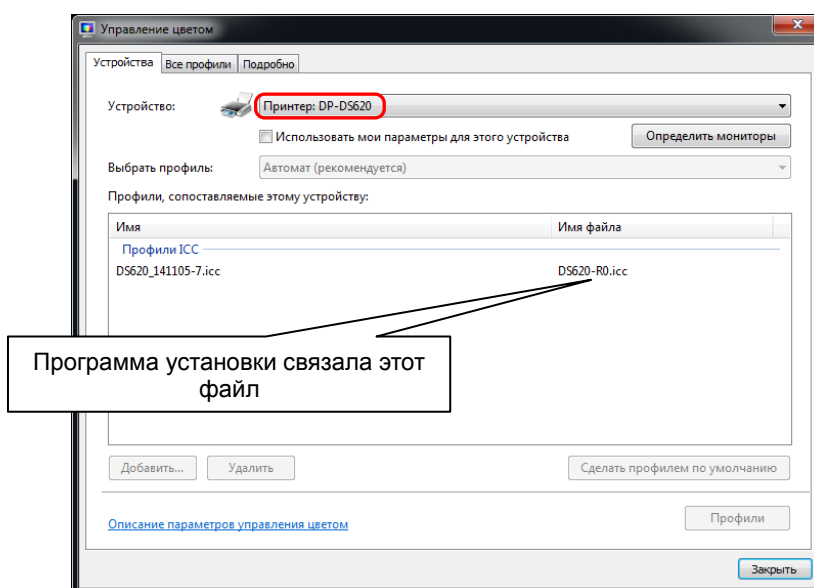 Управление цветом
Устройства Все профили Подробно
Устройство: Принтер: DP-DS620
Использовать мои параметры для этого устройства Определить мониторы
Выбрать профиль: Автомат (рекомендуется)
Профили, сопоставляемые этому устройству:
Имя Имя файла
Профили ICC
DS620_141105-7.icc DS620-R0.icc
Программа установки связала этот
файл
Добавить... Удалить Сделать профилем по умолчанию
Описание параметров управления цветом Профили
Закрыть